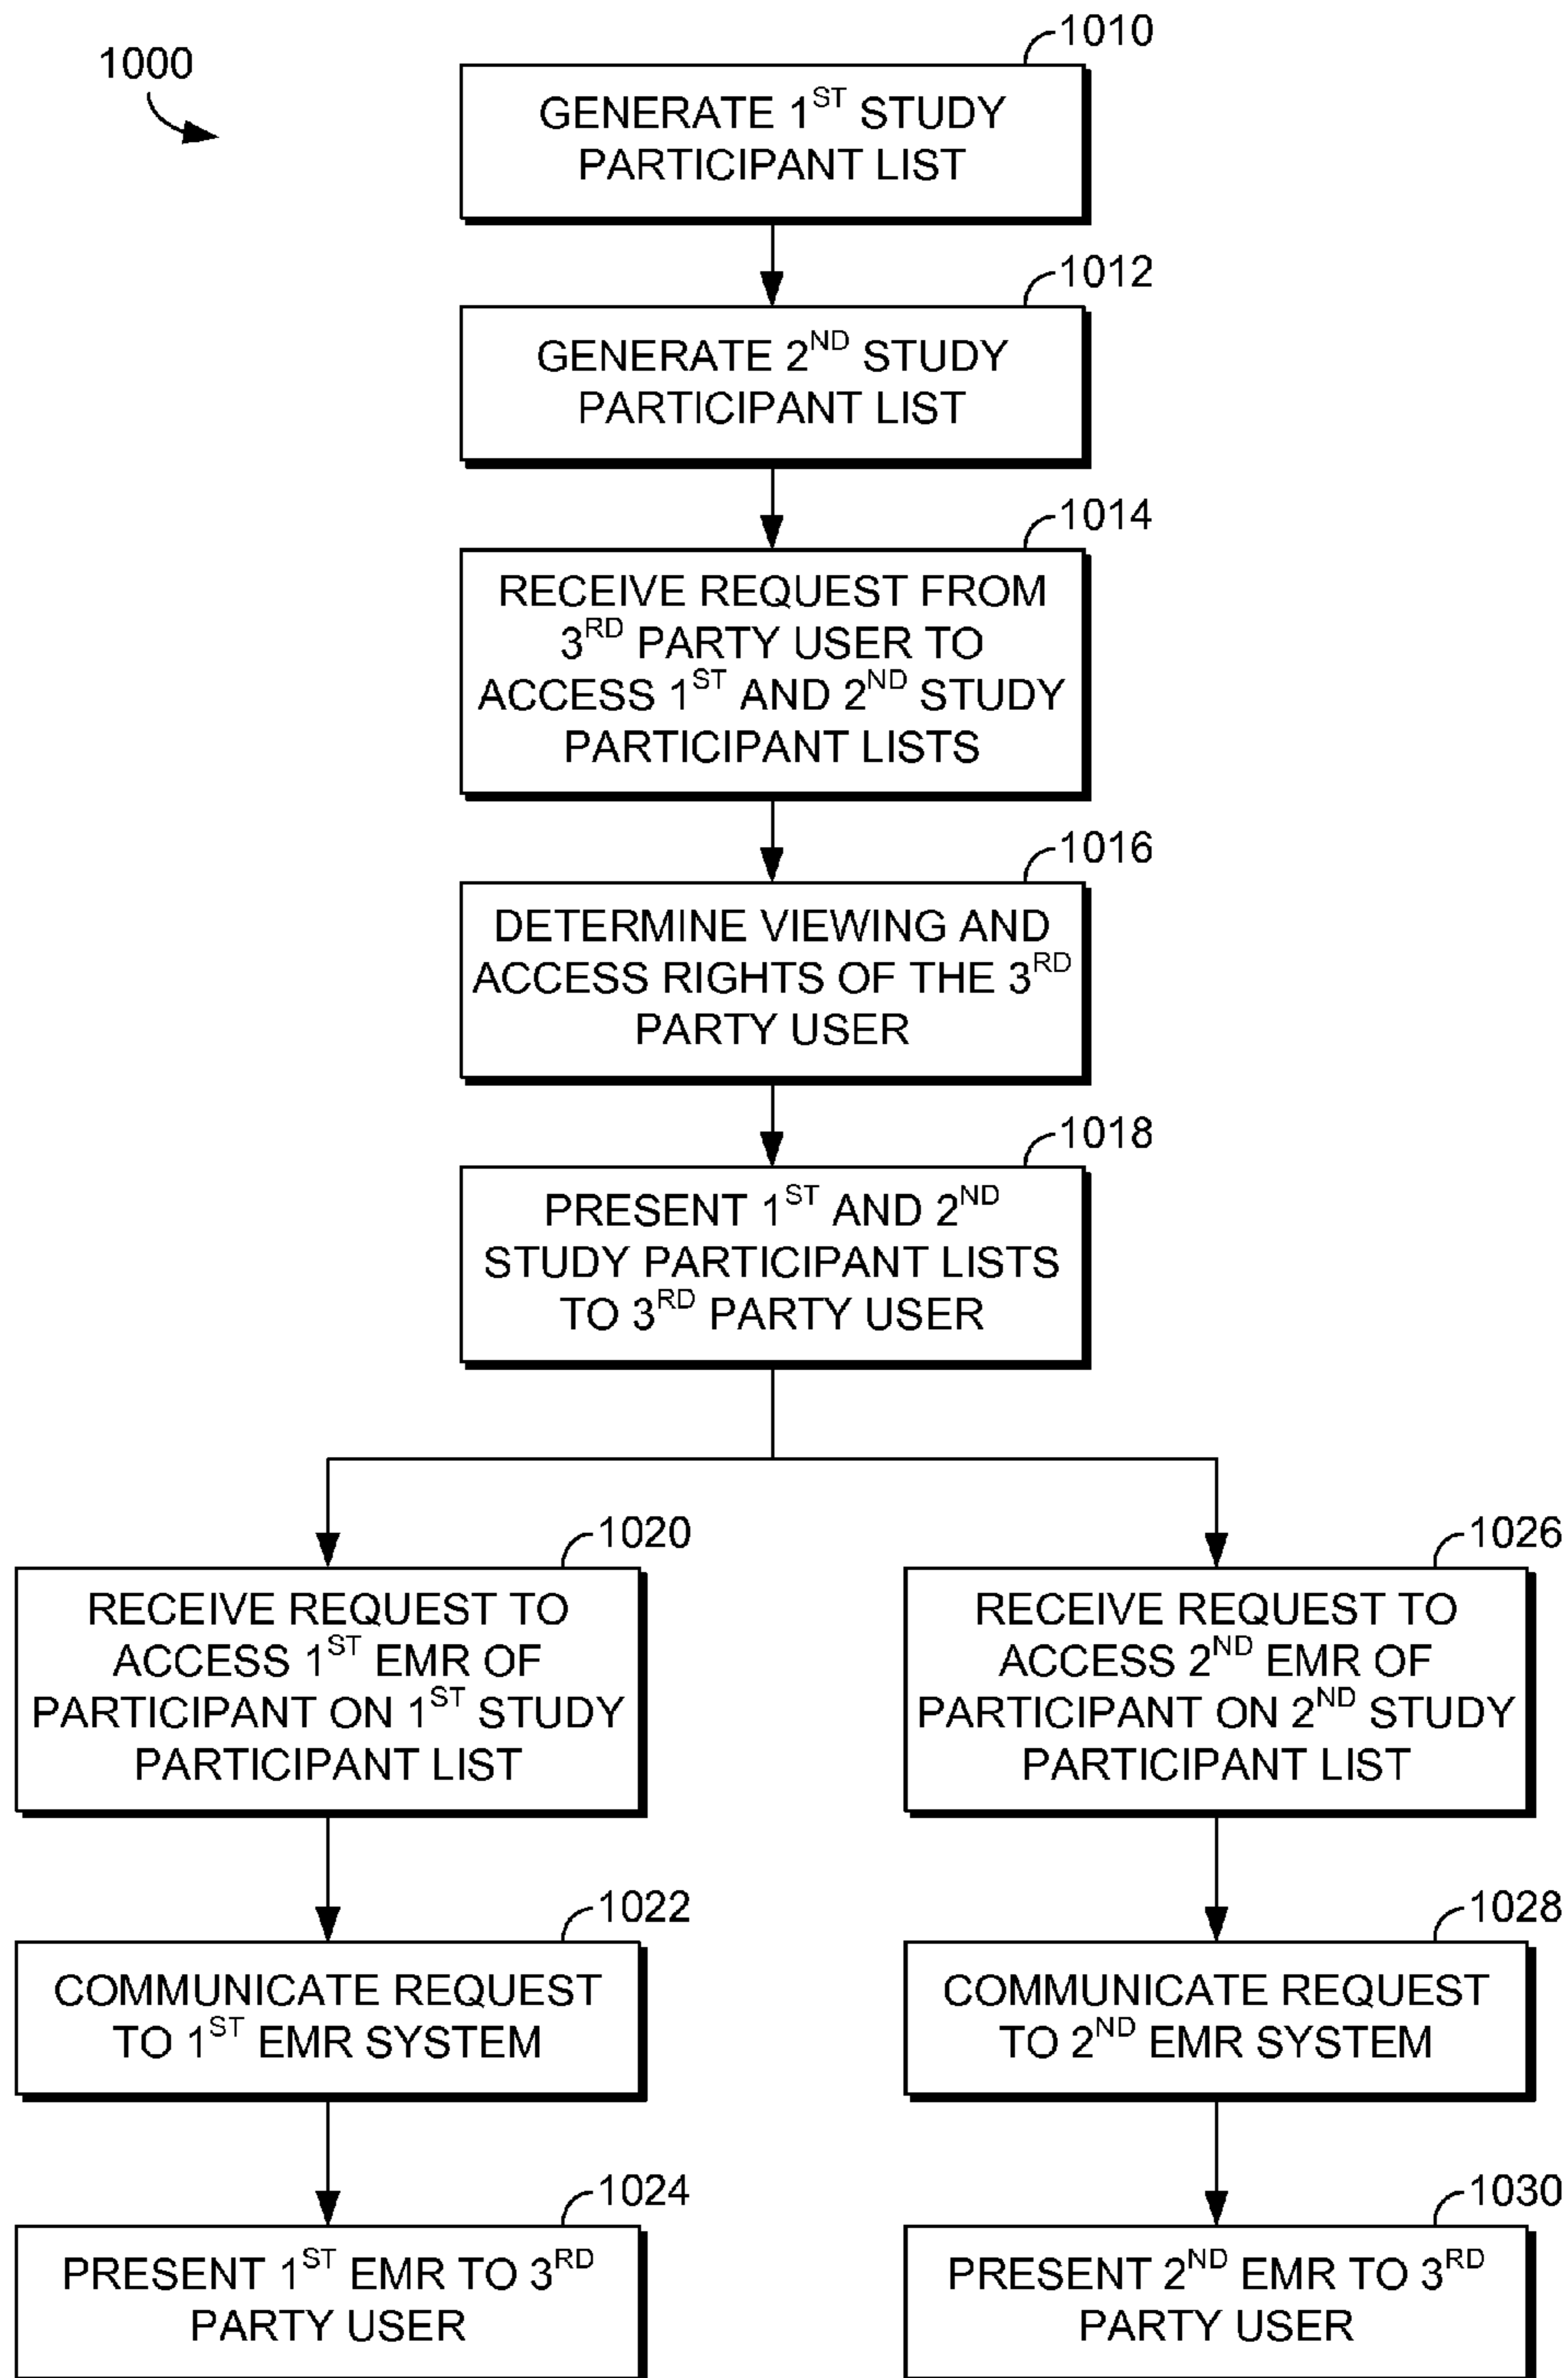 1000
1010
GENERATE 1ST STUDY
PARTICIPANT LIST
1012
GENERATE 2ND STUDY
PARTICIPANT LIST
1014
RECEIVE REQUEST FROM
3RD PARTY USER TO
ACCESS 1ST AND 2ND STUDY
PARTICIPANT LISTS
1016
DETERMINE VIEWING AND
ACCESS RIGHTS OF THE 3RD
PARTY USER
1018
PRESENT 1ST AND 2ND
STUDY PARTICIPANT LISTS
TO 3RD PARTY USER
1020
RECEIVE REQUEST TO
ACCESS 1ST EMR OF
PARTICIPANT ON 1ST STUDY
PARTICIPANT LIST
1022
COMMUNICATE REQUEST
TO 1ST EMR SYSTEM
1024
PRESENT 1ST EMR TO 3RD
PARTY USER
1026
RECEIVE REQUEST TO
ACCESS 2ND EMR OF
PARTICIPANT ON 2ND STUDY
PARTICIPANT LIST
1028
COMMUNICATE REQUEST
TO 2ND EMR SYSTEM
1030
PRESENT 2ND EMR TO 3RD
PARTY USER